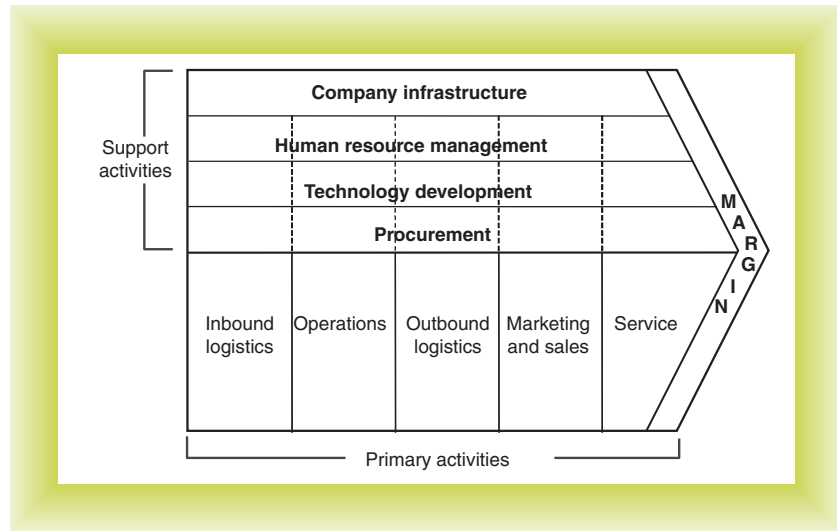 Company infrastructure
Support
activities
Human resource management
Technology development
Procurement
MARGIN
Inbound
logistics
Operations
Outbound
logistics
Marketing
and sales
Service
Primary activities